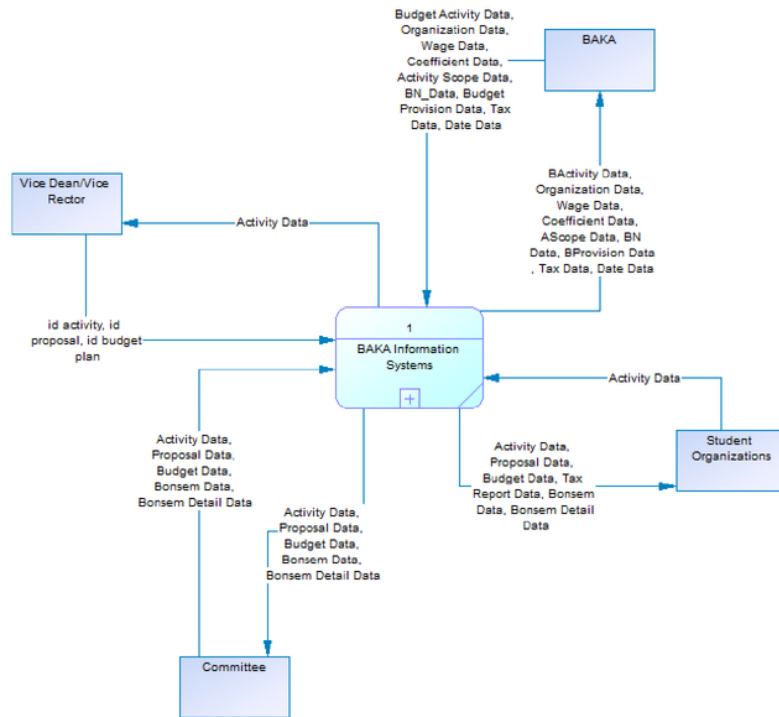 Budget Activity Data,
Organization Data,
Wage Data,
Coefficient Data,
Activity Scope Data,
BN_Data, Budget
Provision Data, Tax
Data, Date Data
BAKA
Vice Dean/Vice
Rector
Activity Data
BActivity Data,
Organization Data,
Wage Data,
Coefficient Data,
AScope Data, BN
Data, BProvision Data
, Tax Data, Date Data
id activity, id
proposal, id budget
plan
1
BAKA Information
Systems
Activity Data
Student
Organizations
Activity Data,
Proposal Data,
Budget Data,
Bonsem Data,
Bonsem Detail Data
Activity Data,
Proposal Data,
Budget Data, Tax
Report Data, Bonsem
Data, Bonsem Detail
Data
Activity Data,
Proposal Data,
Budget Data,
Bonsem Data,
Bonsem Detail Data
Committee